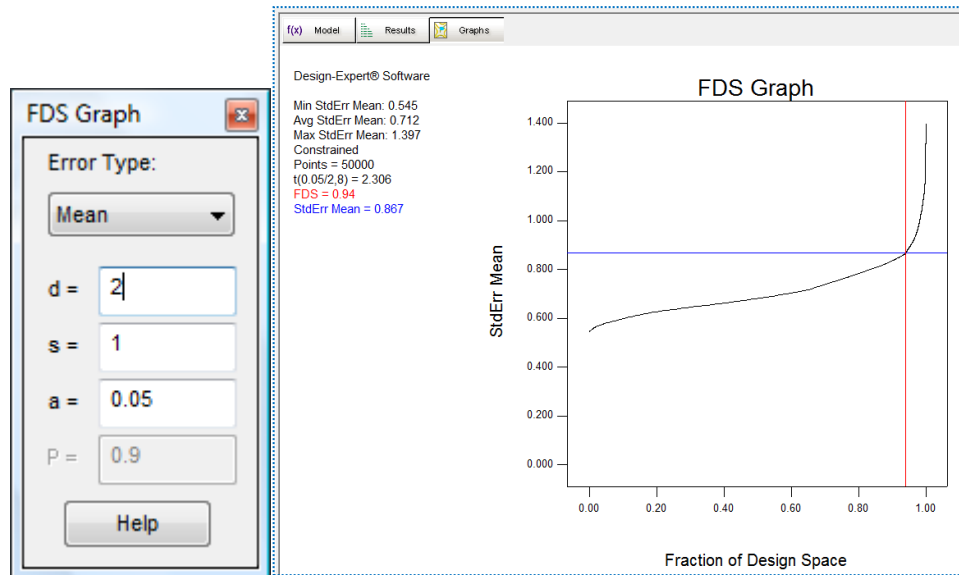 FDS Graph
Error Type:
Mean
d = 2
s = 1
a = 0.05
P = 0.9
Help
f(x) Model Results Graphs
Design-Expert® Software
Min StdErr Mean: 0.545
Avg StdErr Mean: 0.712
Max StdErr Mean: 1.397
Constrained
Points = 50000
t(0.05/2,8) = 2.306
FDS = 0.94
StdErr Mean = 0.867
FDS Graph
StdErr Mean
1.400
1.200
1.000
0.800
0.600
0.400
0.200
0.000
0.00 0.20 0.40 0.60 0.80 1.00
Fraction of Design Space